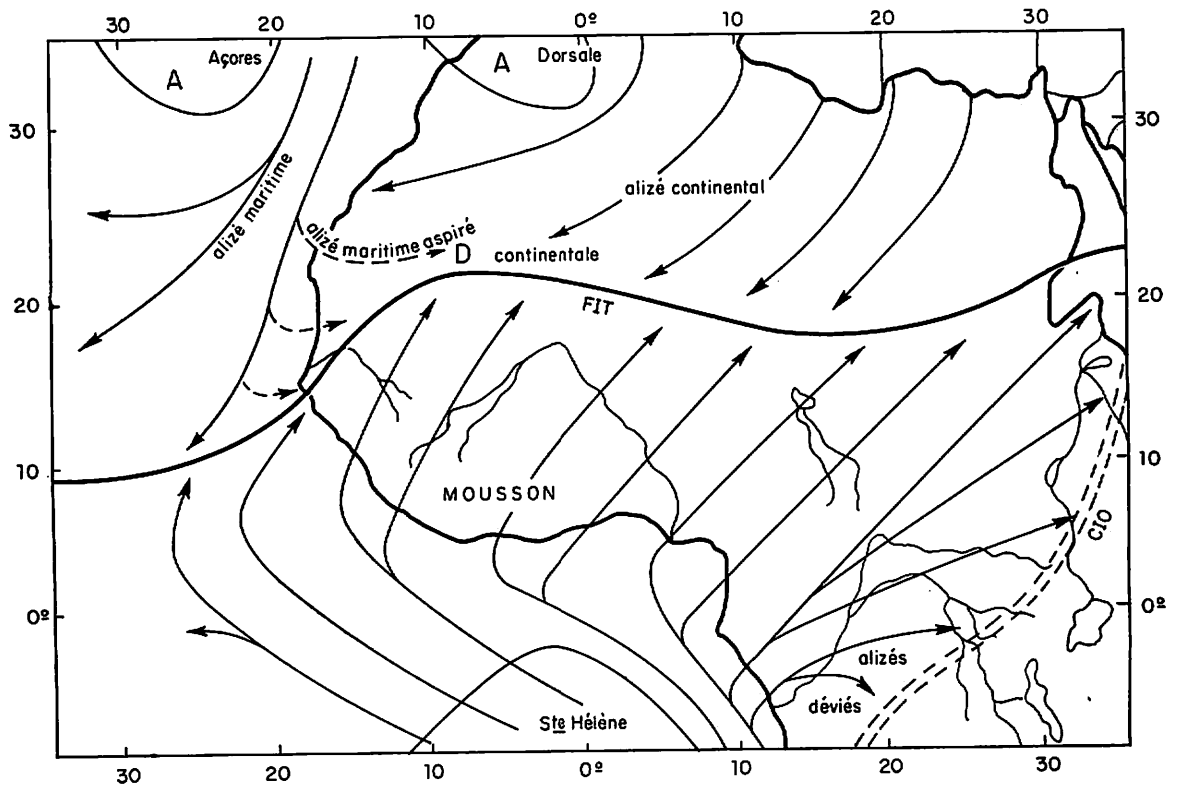 30 20 10 0º 10 20 30
Açores
A
A Dorsale
30
30
alizé maritime
alizé continental
alizé maritime aspiré
D continentale
FIT
20
20
10
10
MOUSSON
CIO
0º
0º
alizés
déviés
Ste Hélène
30 20 10 0º 10 20 30